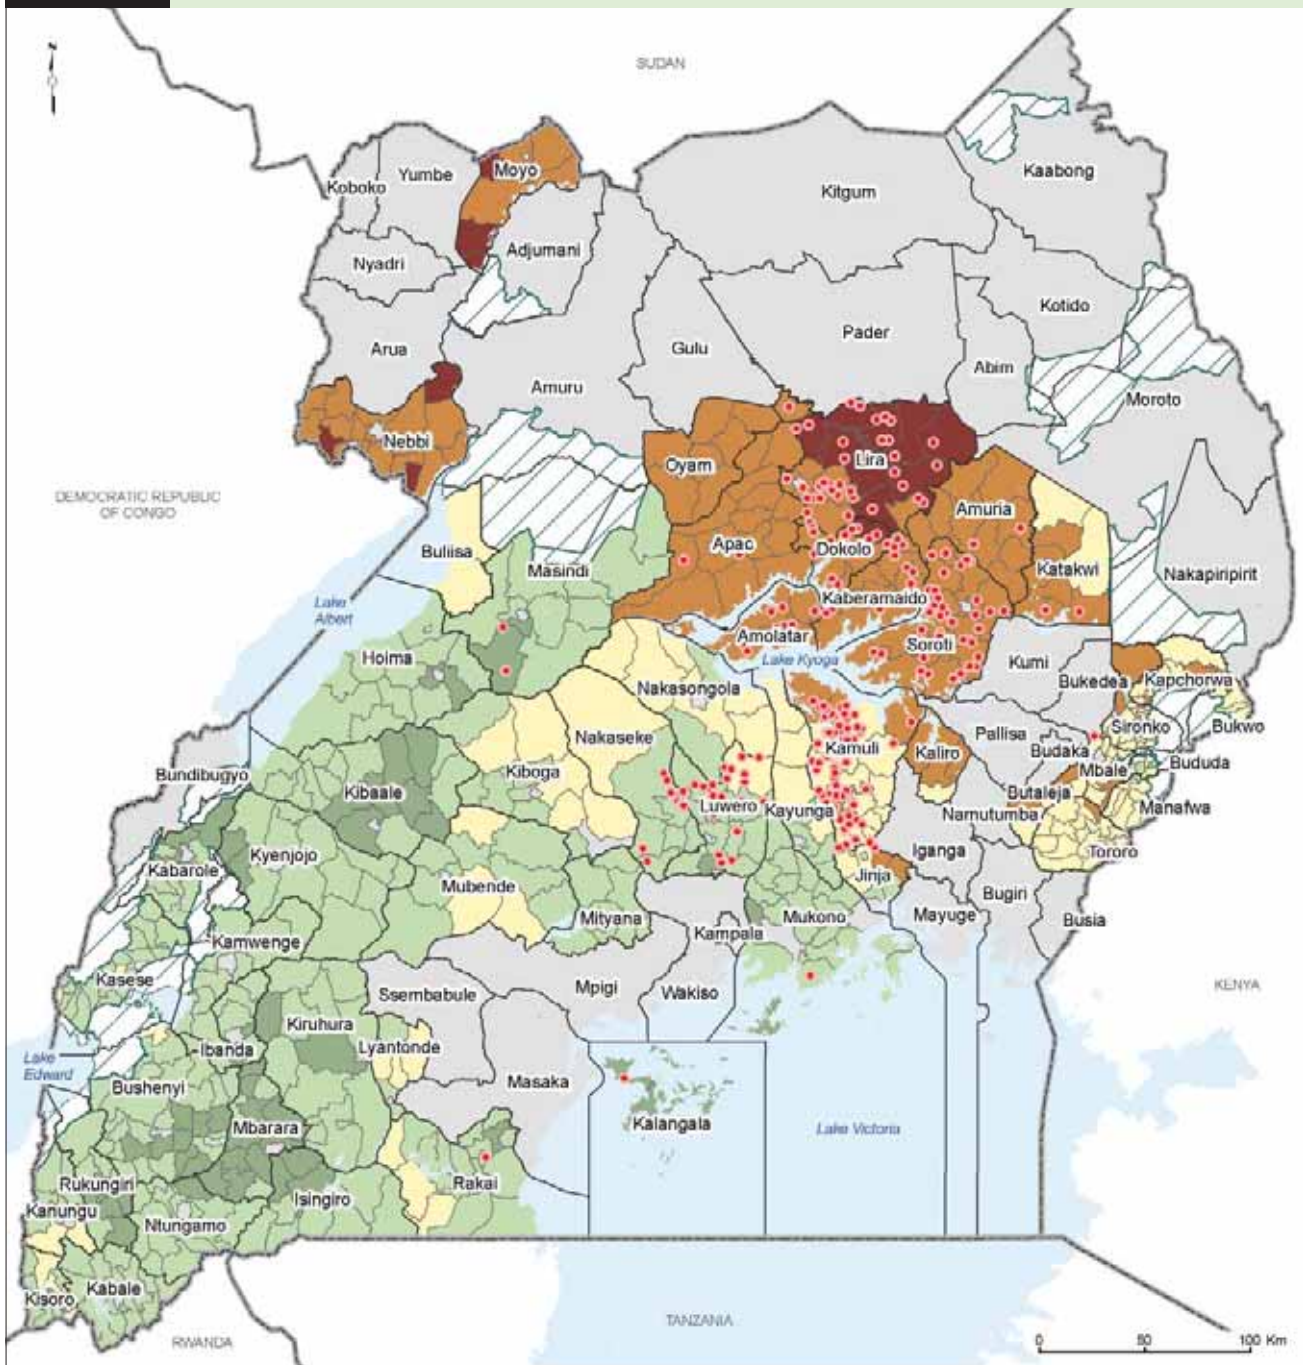 N
SUDAN
Moyo
Yumbe
Koboko
Kaabong
Kitgum
Adjumani
Nyadri
Kotido
Pader
Arua
Gulu
Abim
Amuru
Moroto
Nebbi
Lira
Oyam
DEMOCRATIC REPUBLIC
OF CONGO
Amuria
Apac
Dokolo
Buliisa
Masindi
Katakwi
Nakapiripirit
Lake
Albert
Kaberamaido
Amolatar
Soroti
Hoima
Lake Kyoga
Kumi
Bukedea
Kapchorwa
Nakasongola
Sironko
Bukwo
Nakaseke
Pallisa
Kamuli
Kaliro
Budaka
Mbale
Bududa
Bundibugyo
Kiboga
Kibaale
Butaleja
Luwero
Kayunga
Manafwa
Namutumba
Kyenjojo
Iganga
Tororo
Kabarole
Jinja
Mubende
Bugiri
Mityana
Mukono
Mayuge
Busia
Kampala
Kamwenge
Kasese
Ssembabule
Mpigi
Wakiso
KENYA
Kiruhura
Ibanda
Lyantonde
Lake
Edward
Bushenyi
Masaka
Mbarara
Kalangala
Lake Victoria
Rukungiri
Rakai
Isingiro
Kanungu
Ntungamo
Kabale
Kisoro
TANZANIA
RWANDA
0 50 100 Km